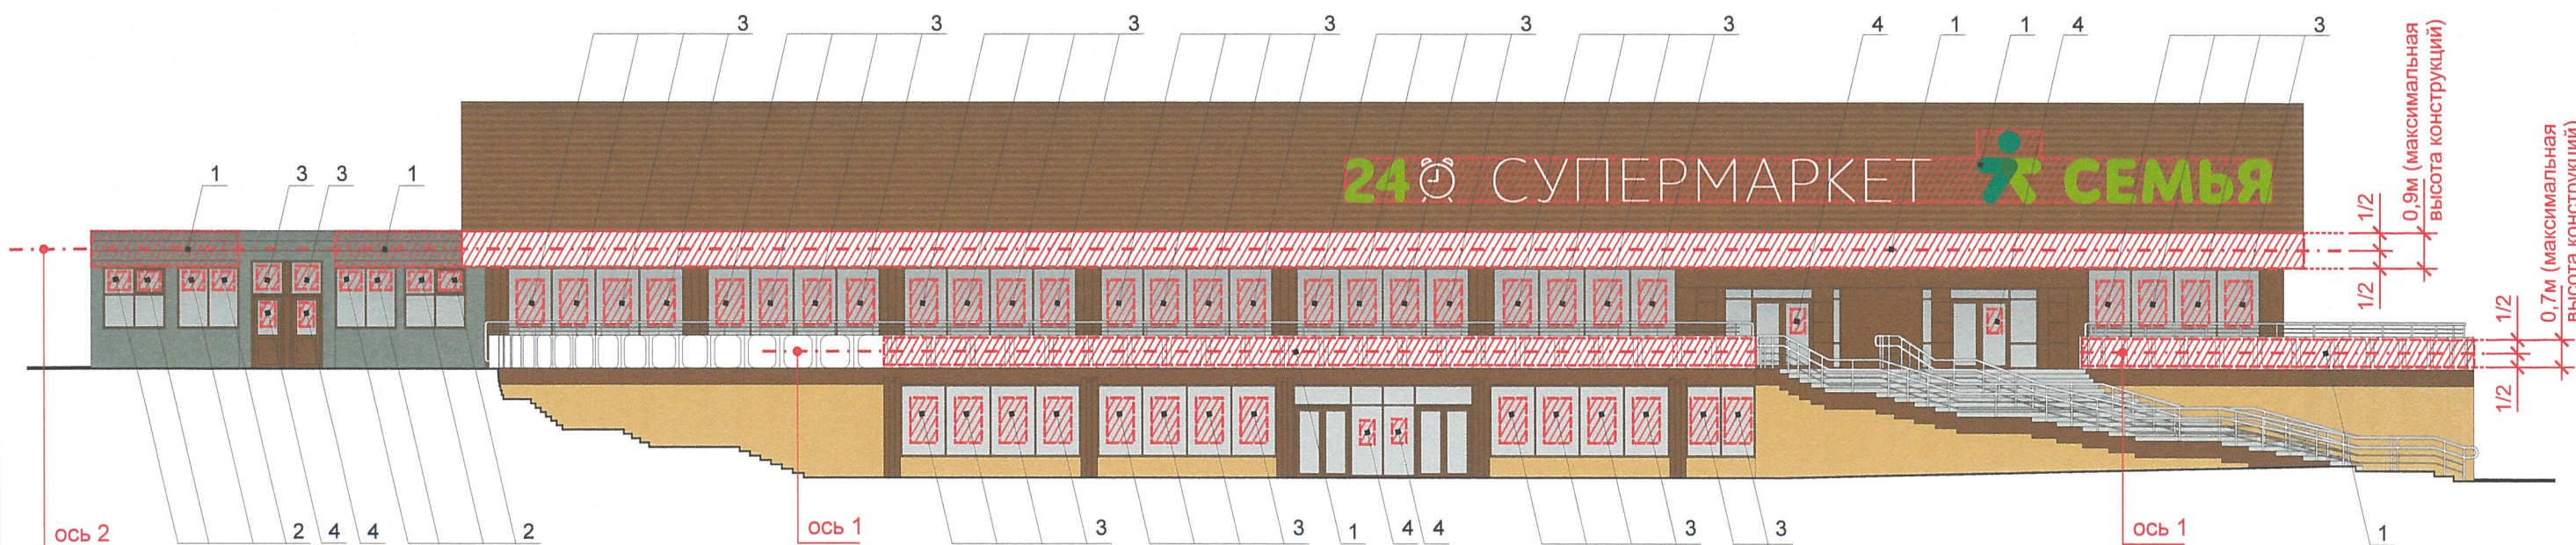 3 3 3 3 3 3 3 4 1 1 4 3
0,9м (максимальная
высота конструкций)
0,7м (максимальная
высота конструкций)
1 3 3 1
24 СУПЕРМАРКЕТ СЕМЬЯ
1/2
1/2
1/2
1/2
ось 2
2 4 4 2
ось 1
3 3 1 4 4 3 3
ось 1
1